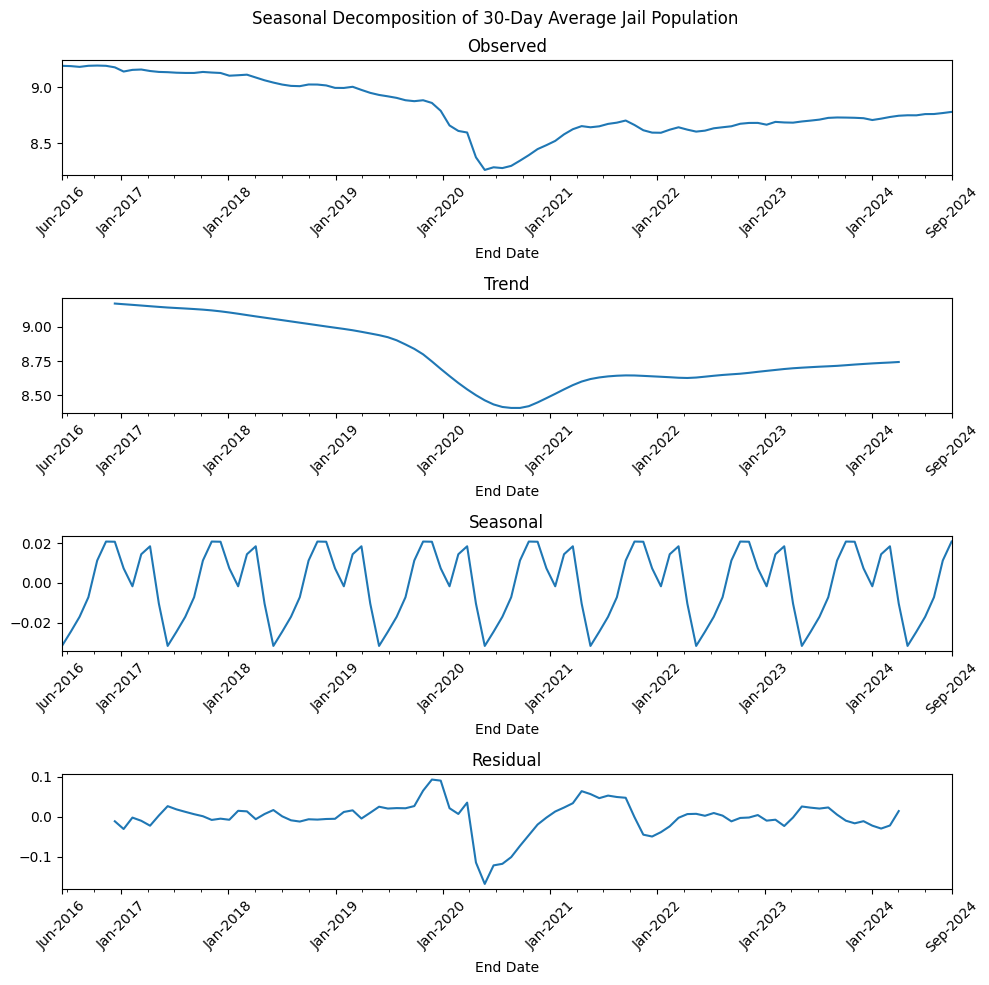 Seasonal Decomposition of 30-Day Average Jail Population
Observed
9.0
8.5
Jun-2016
Jan-2017
Jan-2018
Jan-2019
Jan-2020
Jan-2021
Jan-2022
Jan-2023
Jan-2024
Sep-2024
End Date
Trend
9.00
8.75
8.50
Jun-2016
Jan-2017
Jan-2018
Jan-2019
Jan-2020
Jan-2021
Jan-2022
Jan-2023
Jan-2024
Sep-2024
End Date
Seasonal
0.02
0.00
−0.02
Jun-2016
Jan-2017
Jan-2018
Jan-2019
Jan-2020
Jan-2021
Jan-2022
Jan-2023
Jan-2024
Sep-2024
End Date
Residual
0.1
0.0
−0.1
Jun-2016
Jan-2017
Jan-2018
Jan-2019
Jan-2020
Jan-2021
Jan-2022
Jan-2023
Jan-2024
Sep-2024
End Date